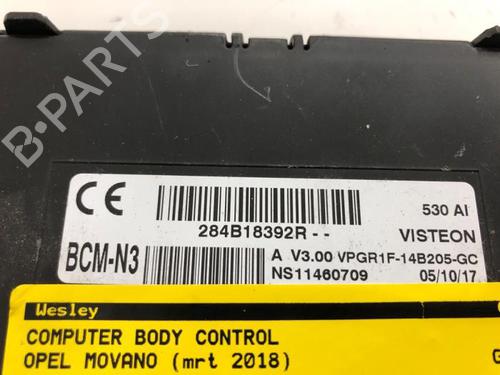 CE
284B18392R - -
530 AI
VISTEON
BCM-N3
A V3.00 VPGR1F-14B205-GC
NS11460709
05/10/17
Wesley
COMPUTER BODY CONTROL
OPEL MOVANO (mrt 2018)
G
B-PARTS